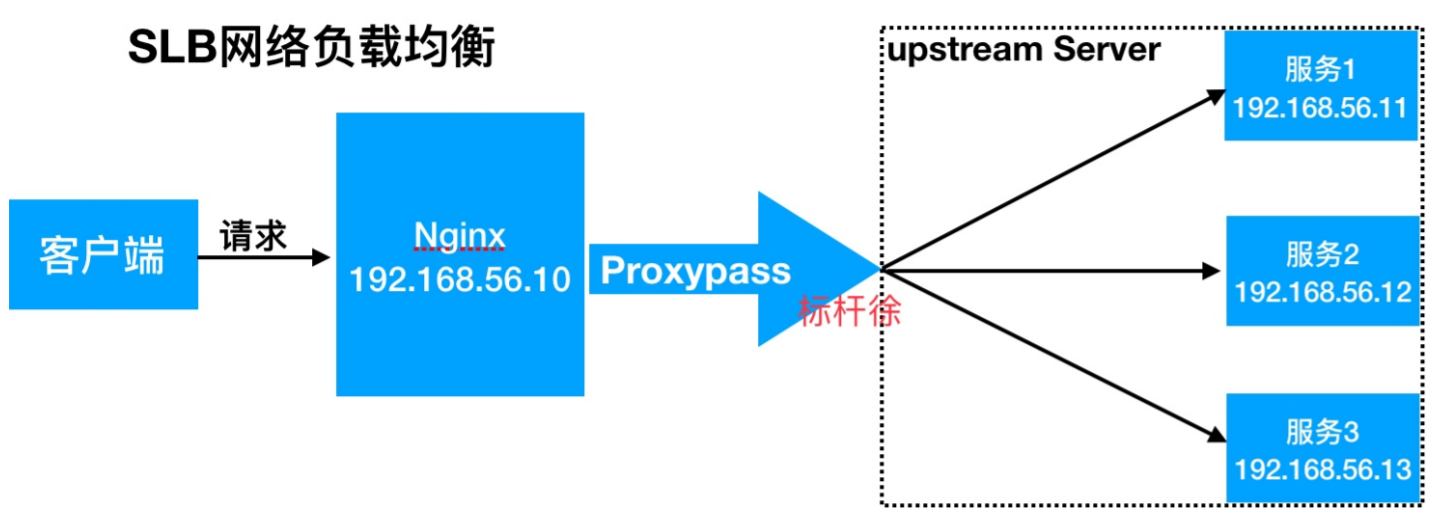 SLB网络负载均衡
upstream Server
服务1
192.168.56.11
客户端
请求
Nginx
192.168.56.10
Proxypass
标杆徐
服务2
192.168.56.12
服务3
192.168.56.13